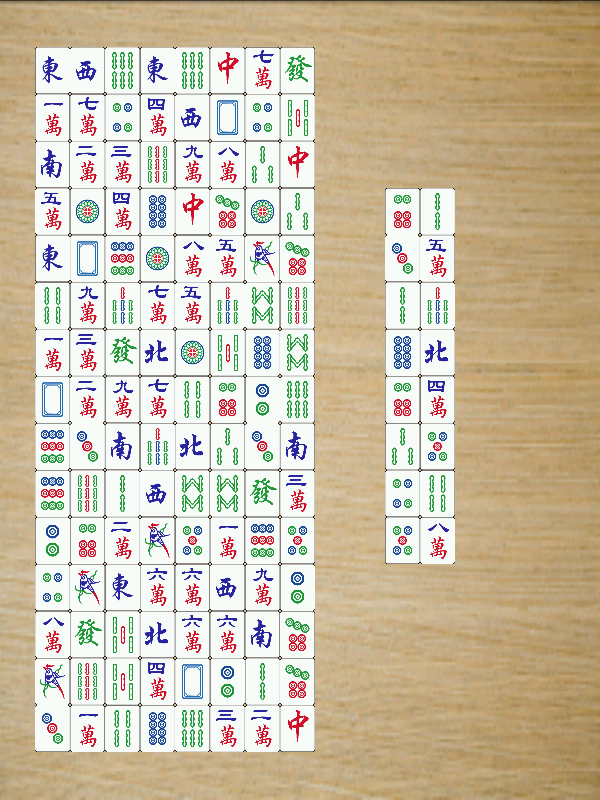 東 西 東 中 七萬 發
一萬 七萬 四萬 西
南 二萬 三萬 九萬 八萬 中
五萬 四萬 中
東 八萬 五萬
九萬 七萬 五萬
一萬 三萬 發 北
二萬 九萬 七萬
南 北 南
西 發 三萬
二萬 一萬
東 六萬 六萬 西 九萬
八萬 發 北 六萬 六萬 南
四萬
一萬 三萬 二萬 中
五萬
北
四萬
八萬